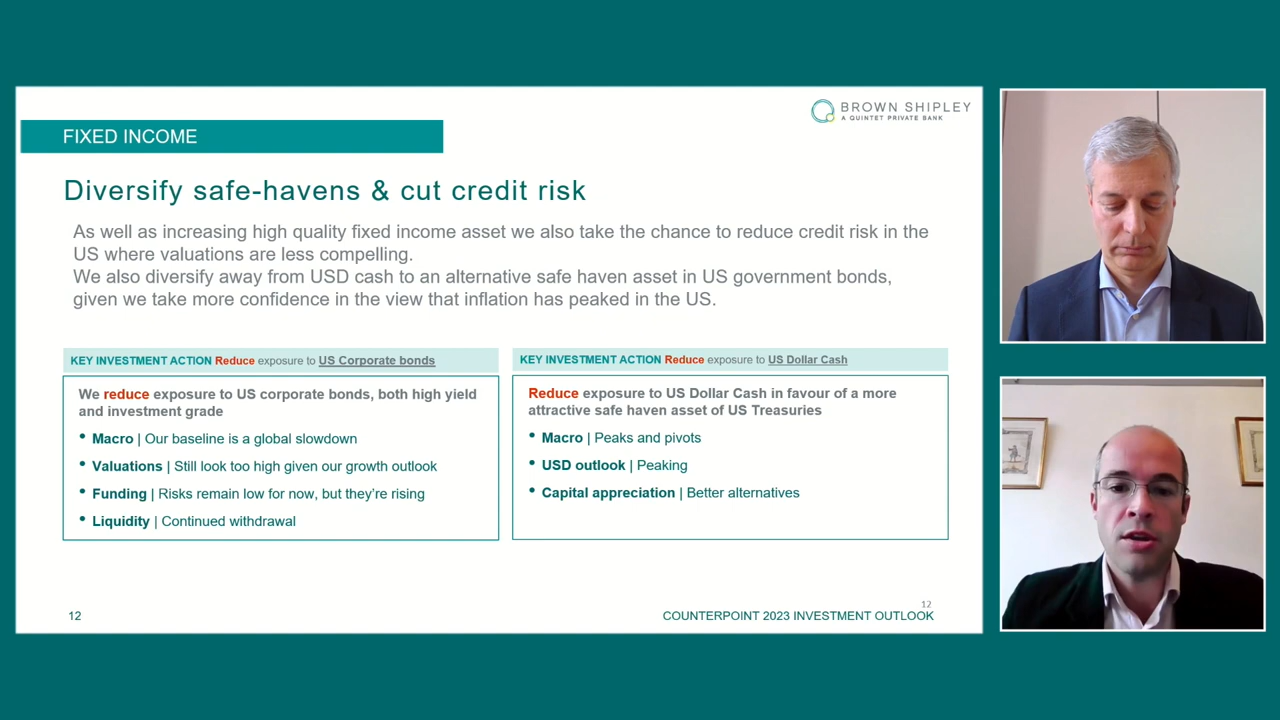 BROWN SHIPLEY
A QUINTET PRIVATE BANK
FIXED INCOME
Diversify safe-havens & cut credit risk
As well as increasing high quality fixed income asset we also take the chance to reduce credit risk in the
US where valuations are less compelling.
We also diversify away from USD cash to an alternative safe haven asset in US government bonds,
given we take more confidence in the view that inflation has peaked in the US.
KEY INVESTMENT ACTION Reduce exposure to US Corporate bonds
We reduce exposure to US corporate bonds, both high yield
and investment grade
• Macro | Our baseline is a global slowdown
• Valuations | Still look too high given our growth outlook
• Funding | Risks remain low for now, but they're rising
• Liquidity | Continued withdrawal
KEY INVESTMENT ACTION Reduce exposure to US Dollar Cash
Reduce exposure to US Dollar Cash in favour of a more
attractive safe haven asset of US Treasuries
• Macro | Peaks and pivots
• USD outlook | Peaking
• Capital appreciation | Better alternatives
12
12
COUNTERPOINT 2023 INVESTMENT OUTLOOK